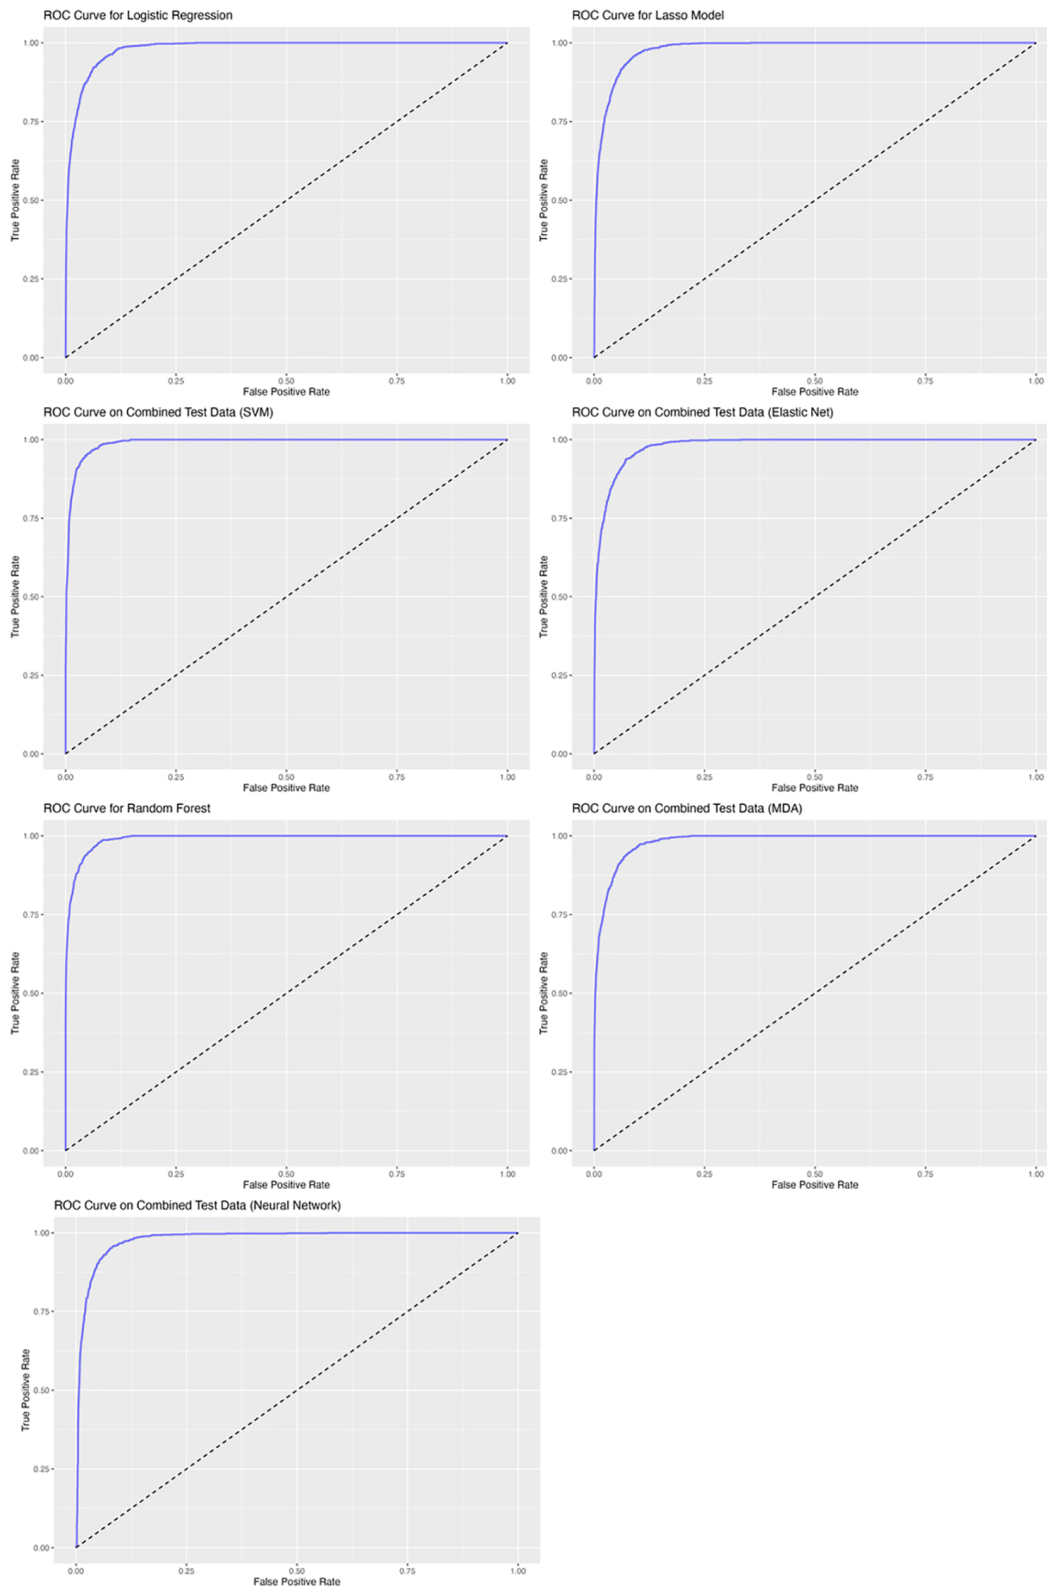 ROC Curve for Logistic Regression
1.00
0.75
0.50
0.25
0.00
True Positive Rate
0.00 0.25 0.50 0.75 1.00
False Positive Rate
ROC Curve for Lasso Model
1.00
0.75
0.50
0.25
0.00
True Positive Rate
0.00 0.25 0.50 0.75 1.00
False Positive Rate
ROC Curve on Combined Test Data (SVM)
1.00
0.75
0.50
0.25
0.00
True Positive Rate
0.00 0.25 0.50 0.75 1.00
False Positive Rate
ROC Curve on Combined Test Data (Elastic Net)
1.00
0.75
0.50
0.25
0.00
True Positive Rate
0.00 0.25 0.50 0.75 1.00
False Positive Rate
ROC Curve for Random Forest
1.00
0.75
0.50
0.25
0.00
True Positive Rate
0.00 0.25 0.50 0.75 1.00
False Positive Rate
ROC Curve on Combined Test Data (MDA)
1.00
0.75
0.50
0.25
0.00
True Positive Rate
0.00 0.25 0.50 0.75 1.00
False Positive Rate
ROC Curve on Combined Test Data (Neural Network)
1.00
0.75
0.50
0.25
0.00
True Positive Rate
0.00 0.25 0.50 0.75 1.00
False Positive Rate